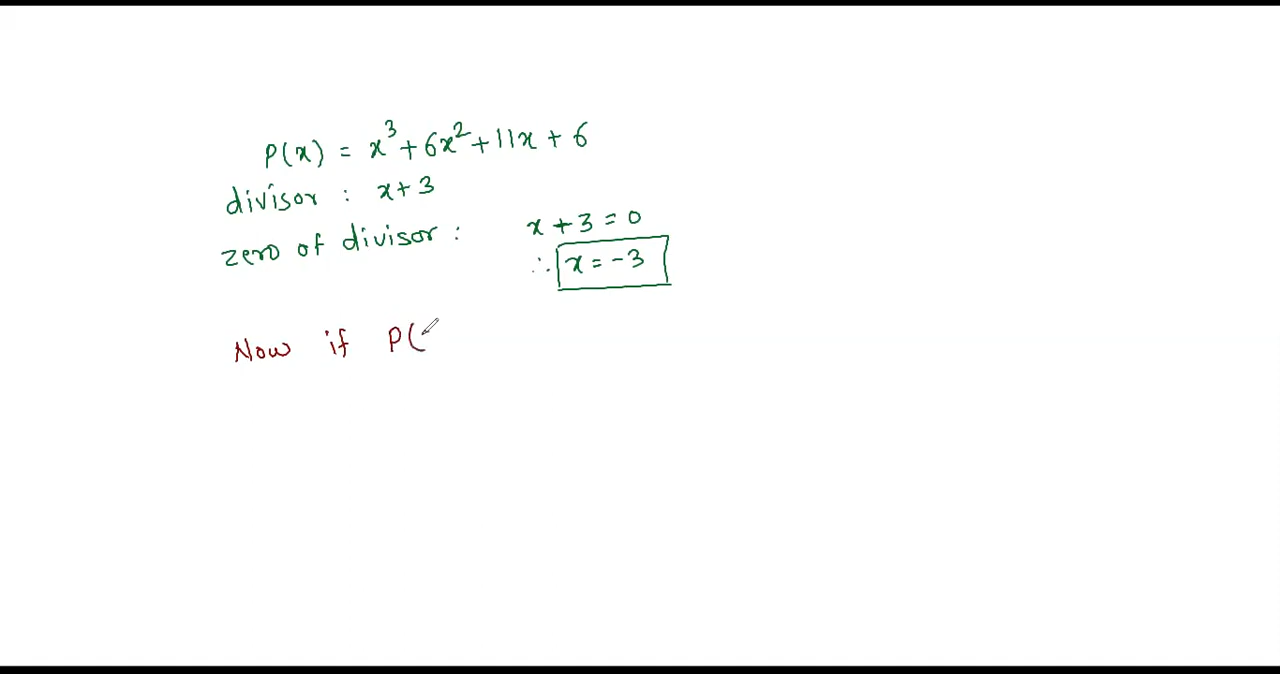 P(x) = x³ + 6x² + 11x + 6
divisor : x + 3
zero of divisor : x + 3 = 0
∴ x = -3
Now if P(